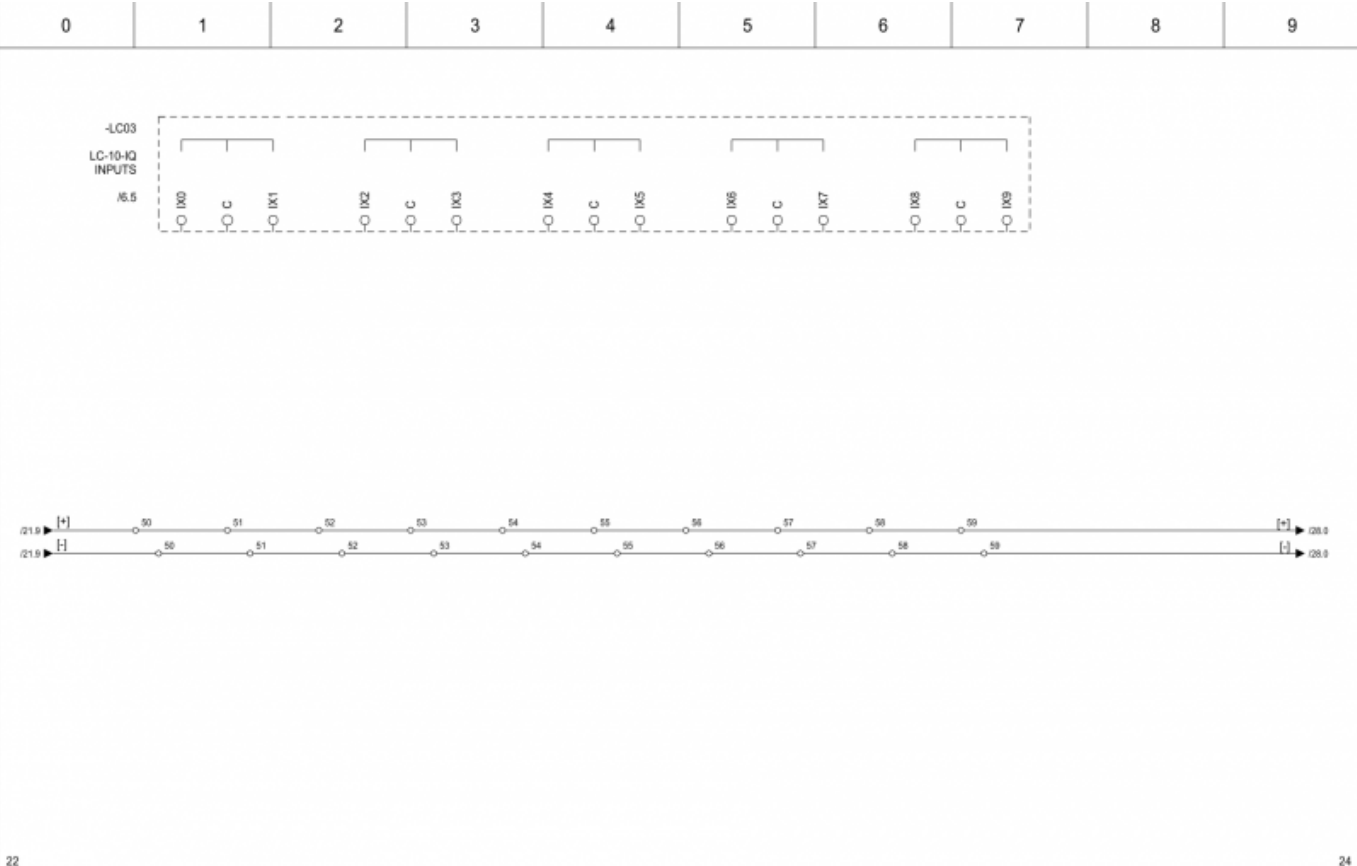 0 1 2 3 4 5 6 7 8 9
-LC03
LC-10-IQ
INPUTS
/6.5
IX0 C IX1 IX2 C IX3 IX4 C IX5 IX6 C IX7 IX8 C IX9
/21.9 [+] 50 51 52 53 54 55 56 57 58 59 [+] /28.0
/21.9 [-] 50 51 52 53 54 55 56 57 58 59 [-] /28.0
22 24